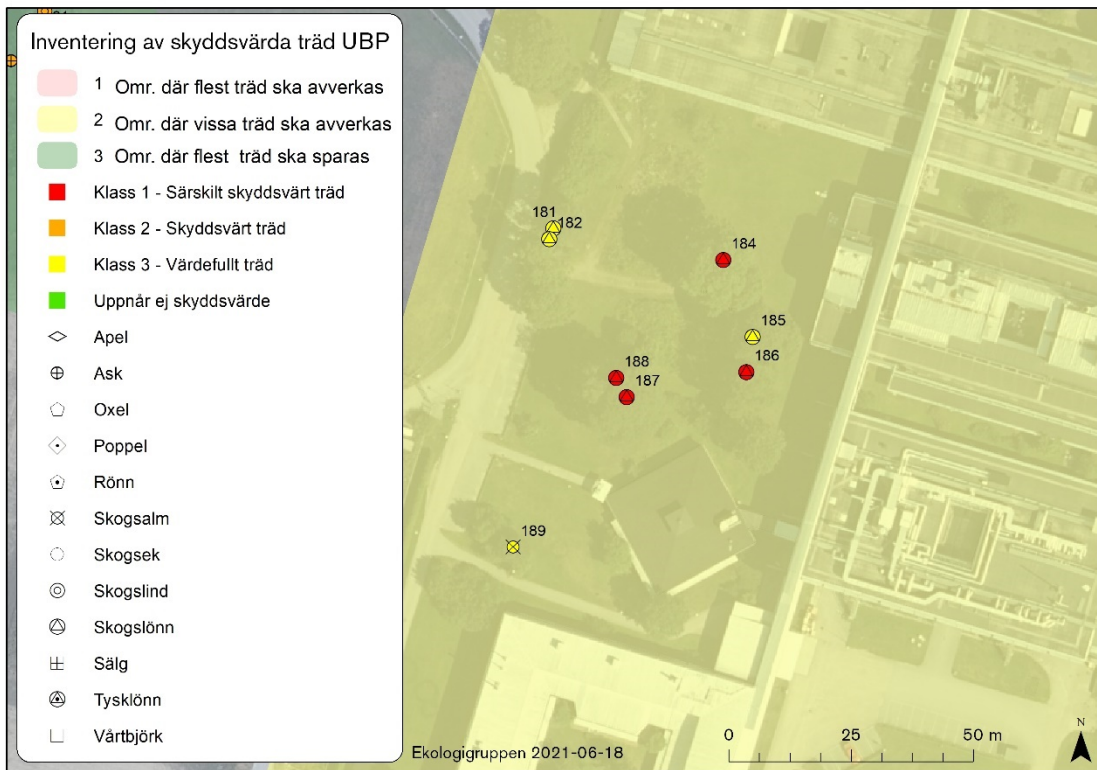 Inventering av skyddsvärda träd UBP
1 Omr. där flest träd ska avverkas
2 Omr. där vissa träd ska avverkas
3 Omr. där flest träd ska sparas
Klass 1 - Särskilt skyddsvärt träd
Klass 2 - Skyddsvärt träd
Klass 3 - Värdefullt träd
Uppnår ej skyddsvärde
Apel
Ask
Oxel
Poppel
Rönn
Skogsalm
Skogsek
Skogslind
Skogslönn
Sälg
Tysklönn
Vårtbjörk
181
182
184
185
186
188
187
189
Ekologigruppen 2021-06-18
0 25 50 m
N